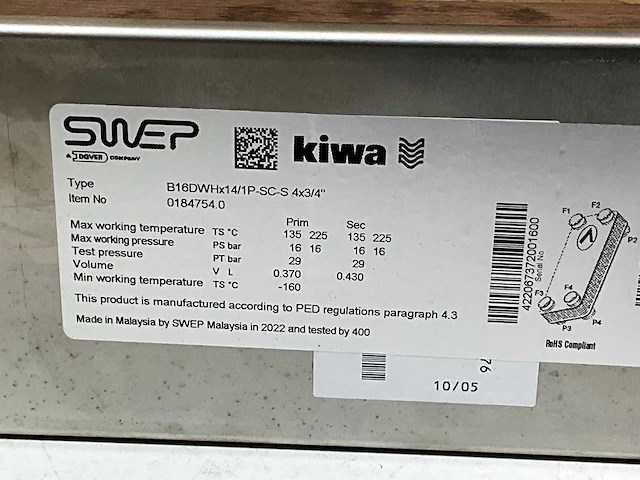 SWEP
A DOVER COMPANY
kiwa
Type B16DWHx14/1P-SC-S 4x3/4"
Item No 0184754.0
Prim Sec
Max working temperature TS °C 135 225 135 225
Max working pressure PS bar 16 16 16 16
Test pressure PT bar 29 29
Volume V L 0.370 0.430
Min working temperature TS °C -160
This product is manufactured according to PED regulations paragraph 4.3
Made in Malaysia by SWEP Malaysia in 2022 and tested by 400
422067372001600
Serial No
F1 F2
P2
F3 F4
P3 P4
RoHS Compliant
76
10/05